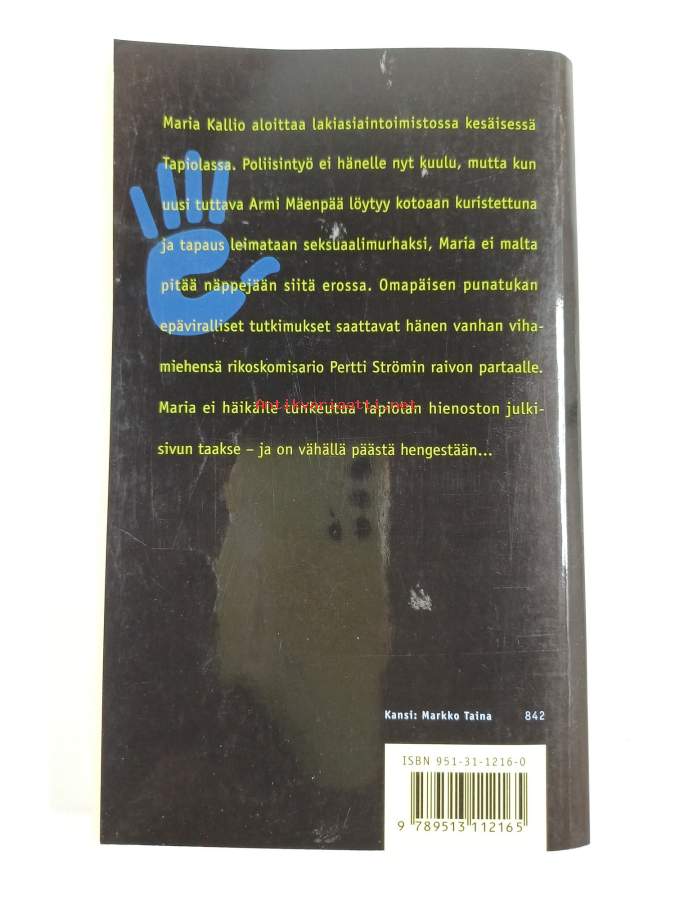 Maria Kallio aloittaa lakiasiaintoimistossa kesäisessä
Tapiolassa. Poliisintyö ei hänelle nyt kuulu, mutta kun
uusi tuttava Armi Mäenpää löytyy kotoaan kuristettuna
ja tapaus leimataan seksuaalimurhaksi, Maria ei malta
pitää näppejään siitä erossa. Omapäisen punatukan
epäviralliset tutkimukset saattavat hänen vanhan viha-
miehensä rikoskomisario Pertti Strömin raivon partaalle.
Maria ei häikäile tunkeutua Tapiolan hienoston julki-
Antikvariaatti.net
sivun taakse – ja on vähällä päästä hengestään...
Kansi: Markko Taina 842
ISBN 951-31-1216-0
9 789513 112165